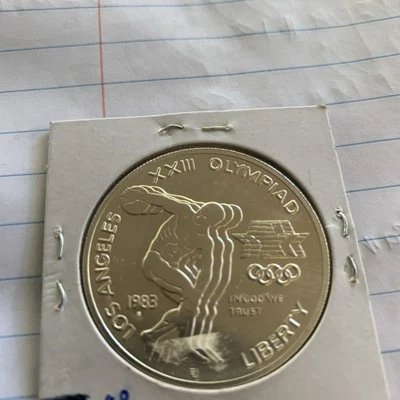 LOS ANGELES XXIII OLYMPIAD
1983
IN GOD WE
TRUST
LIBERTY